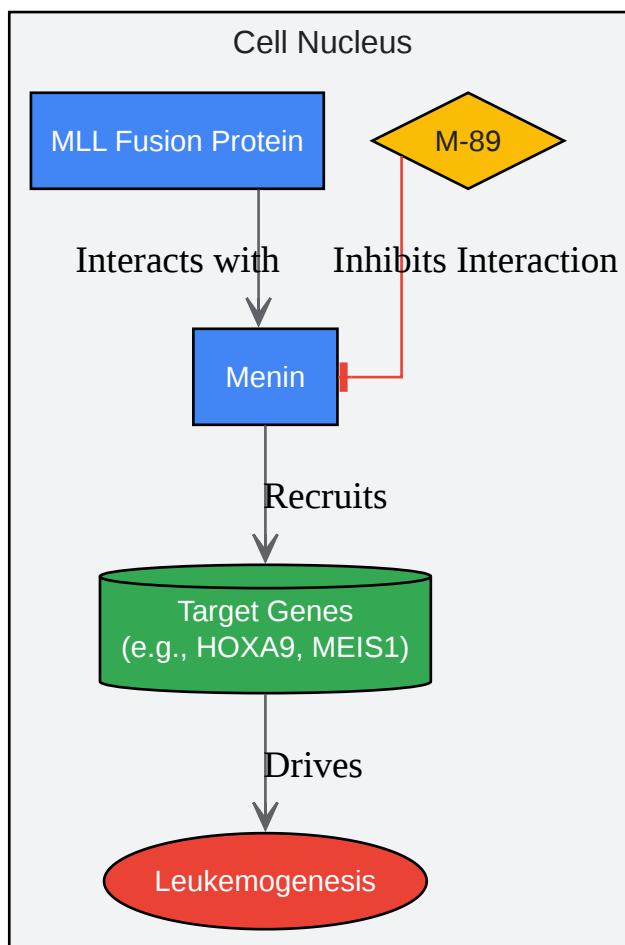 Cell Nucleus
MLL Fusion Protein
M-89
Interacts with
Inhibits Interaction
Menin
Recruits
Target Genes
(e.g., HOXA9, MEIS1)
Drives
Leukemogenesis